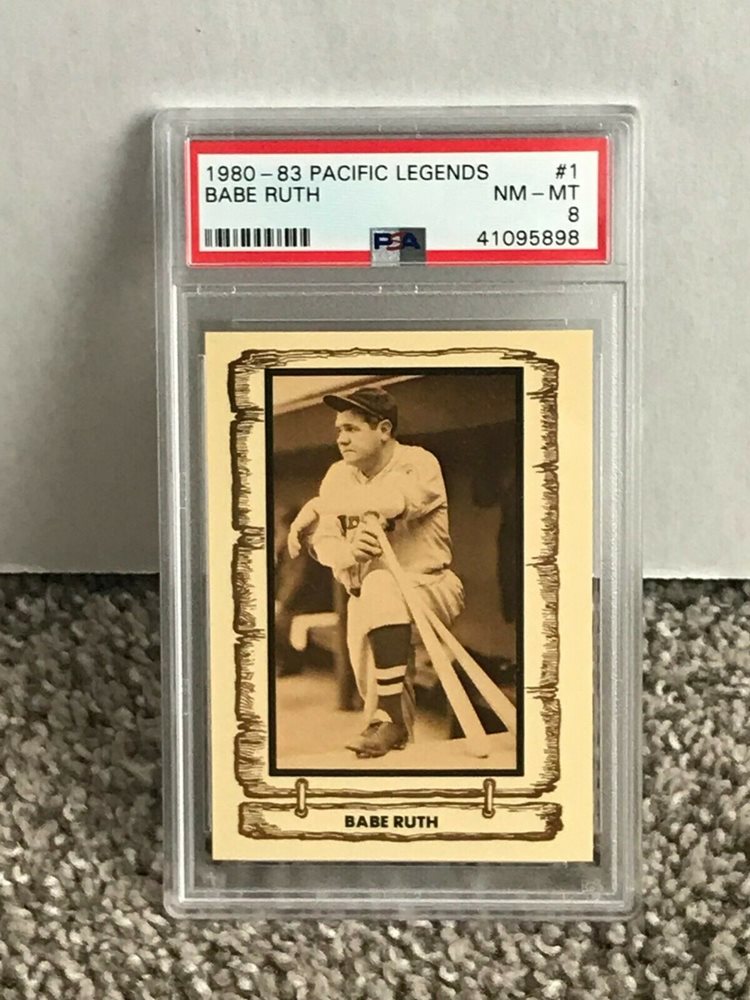 1980-83 PACIFIC LEGENDS #1
BABE RUTH NM-MT
8
PSA 41095898
BABE RUTH